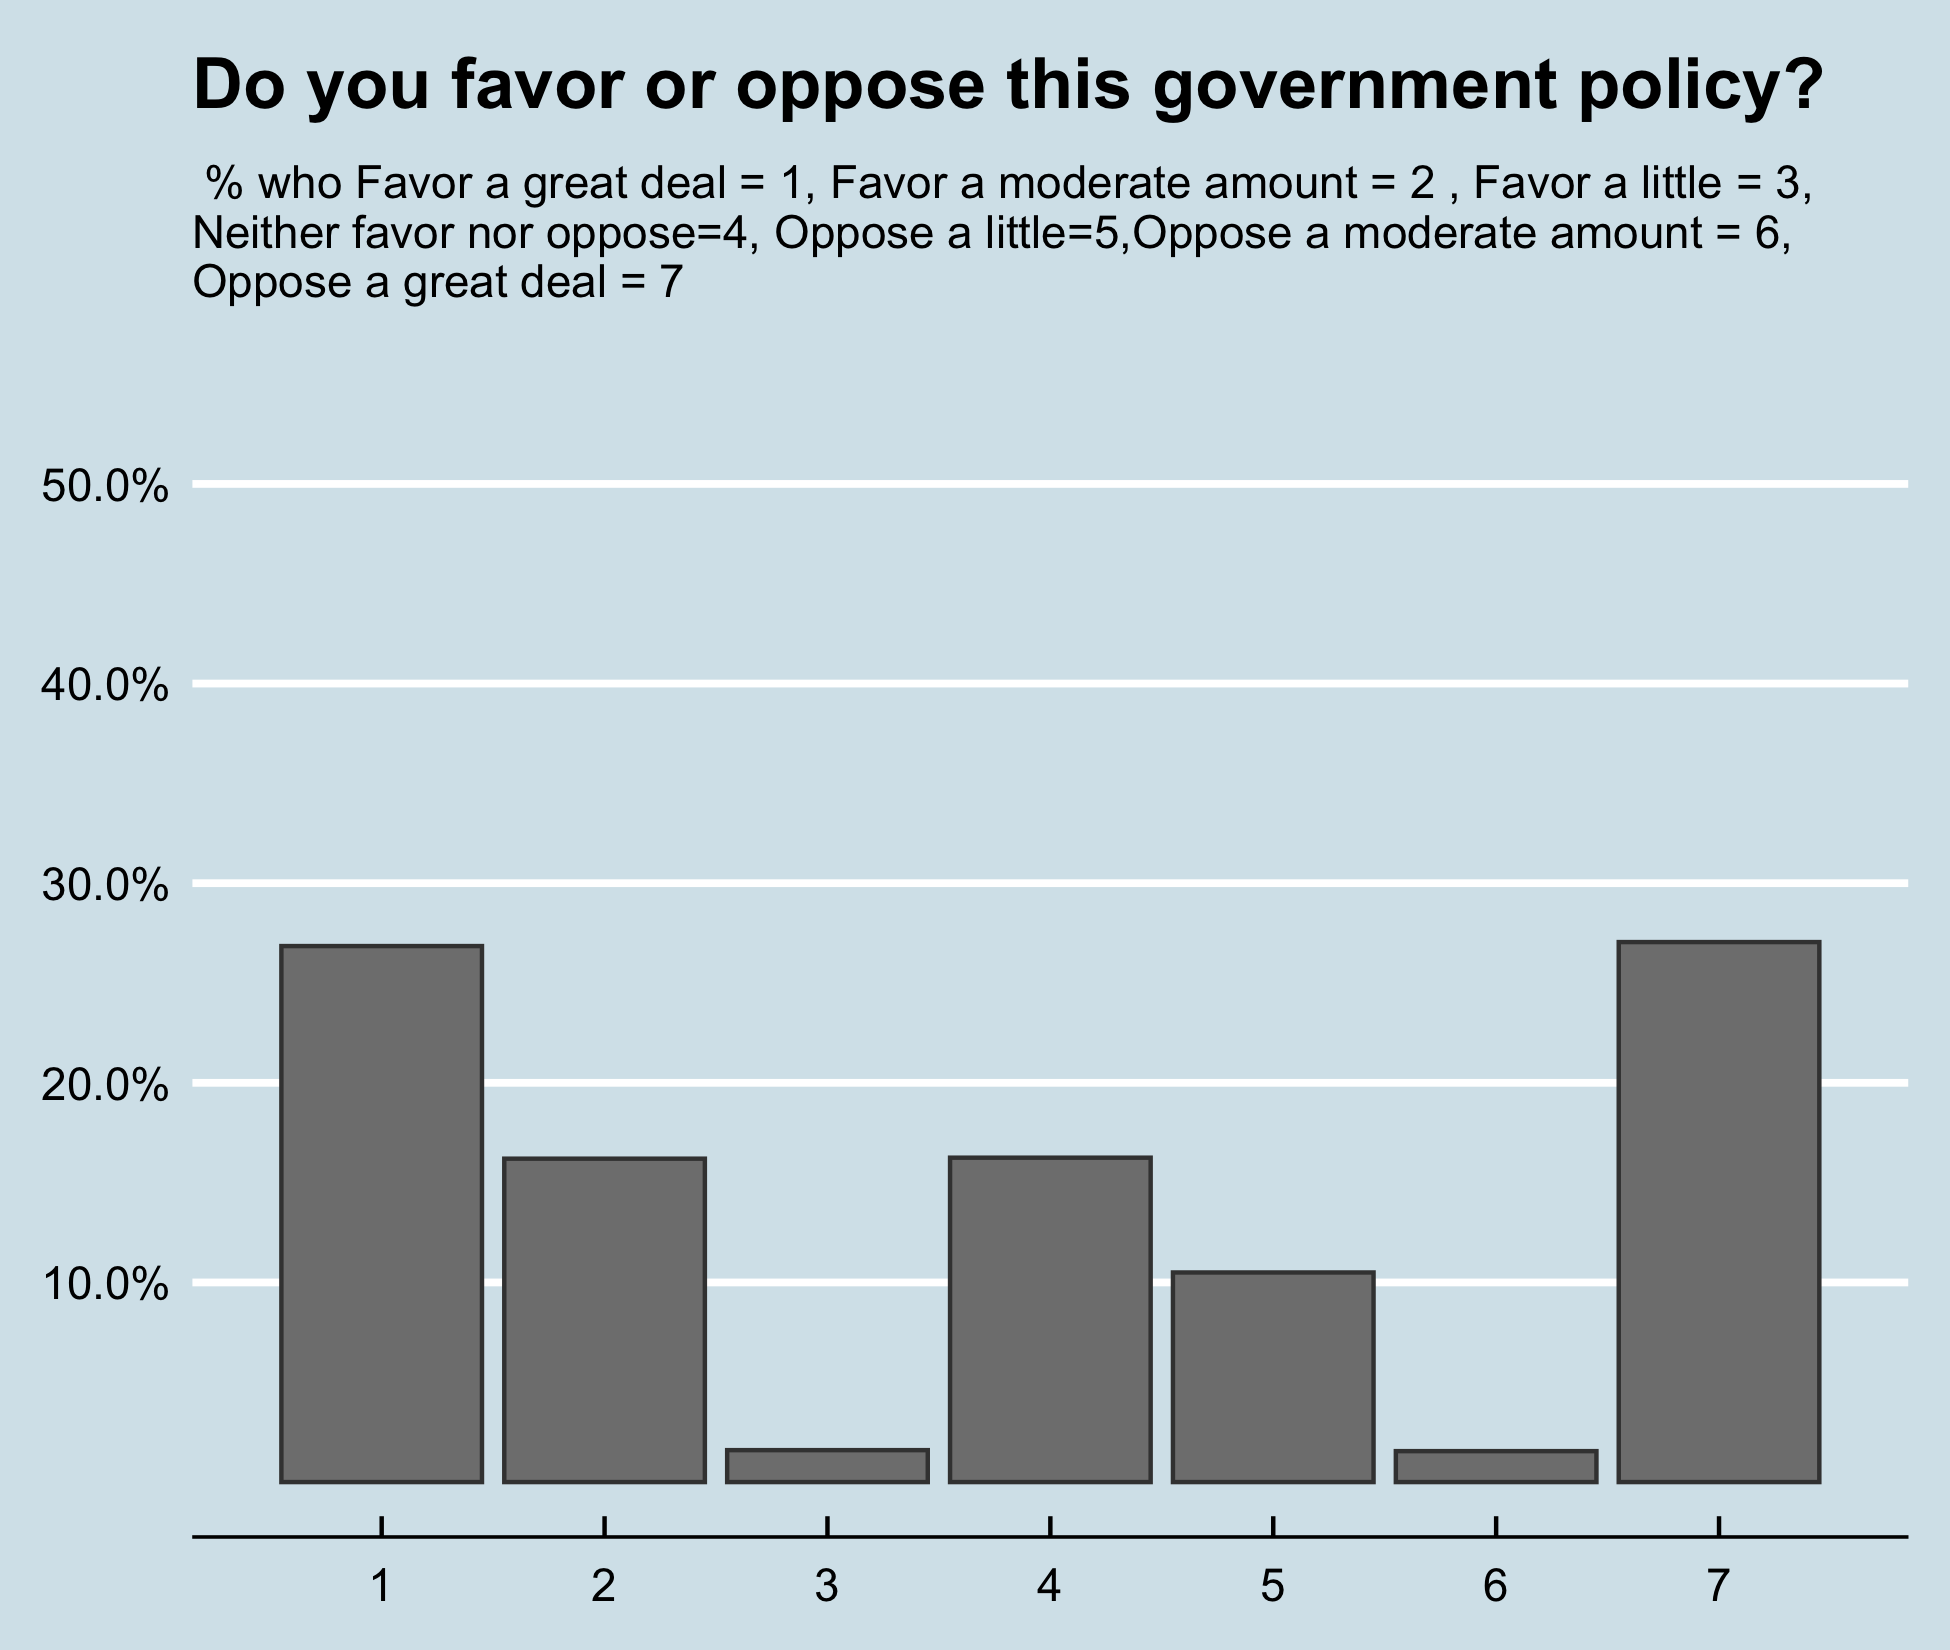 Do you favor or oppose this government policy?
% who Favor a great deal = 1, Favor a moderate amount = 2 , Favor a little = 3,
Neither favor nor oppose=4, Oppose a little=5,Oppose a moderate amount = 6,
Oppose a great deal = 7
50.0%
40.0%
30.0%
20.0%
10.0%
1 2 3 4 5 6 7